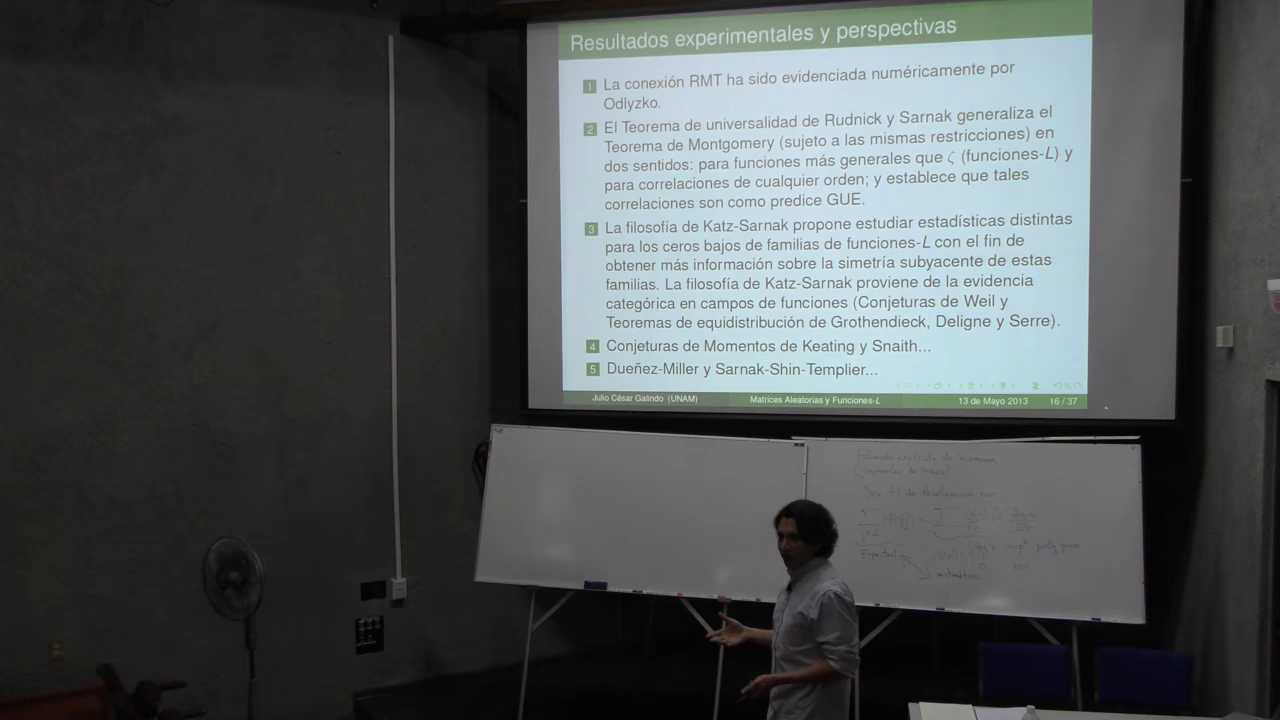 Resultados experimentales y perspectivas
1 La conexión RMT ha sido evidenciada numéricamente por
Odlyzko.
2 El Teorema de universalidad de Rudnick y Sarnak generaliza el
Teorema de Montgomery (sujeto a las mismas restricciones) en
dos sentidos: para funciones más generales que ζ (funciones-L) y
para correlaciones de cualquier orden; y establece que tales
correlaciones son como predice GUE.
3 La filosofía de Katz-Sarnak propone estudiar estadísticas distintas
para los ceros bajos de familias de funciones-L con el fin de
obtener más información sobre la simetría subyacente de estas
familias. La filosofía de Katz-Sarnak proviene de la evidencia
categórica en campos de funciones (Conjeturas de Weil y
Teoremas de equidistribución de Grothendieck, Deligne y Serre).
4 Conjeturas de Momentos de Keating y Snaith...
5 Dueñez-Miller y Sarnak-Shin-Templier...
Julio César Galindo (UNAM) Matrices Aleatorias y Funciones-L 13 de Mayo 2013 16 / 37